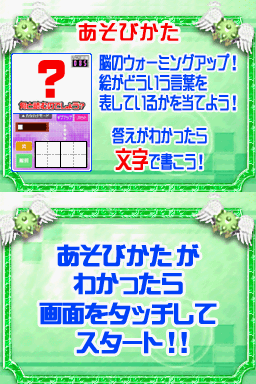 あそびかた
脳のウォーミングアップ!
絵がどういう言葉を
表しているかを当てよう!
答えがわかったら
文字で書こう!
?
あそびかたが
わかったら
画面をタッチして
スタート!!